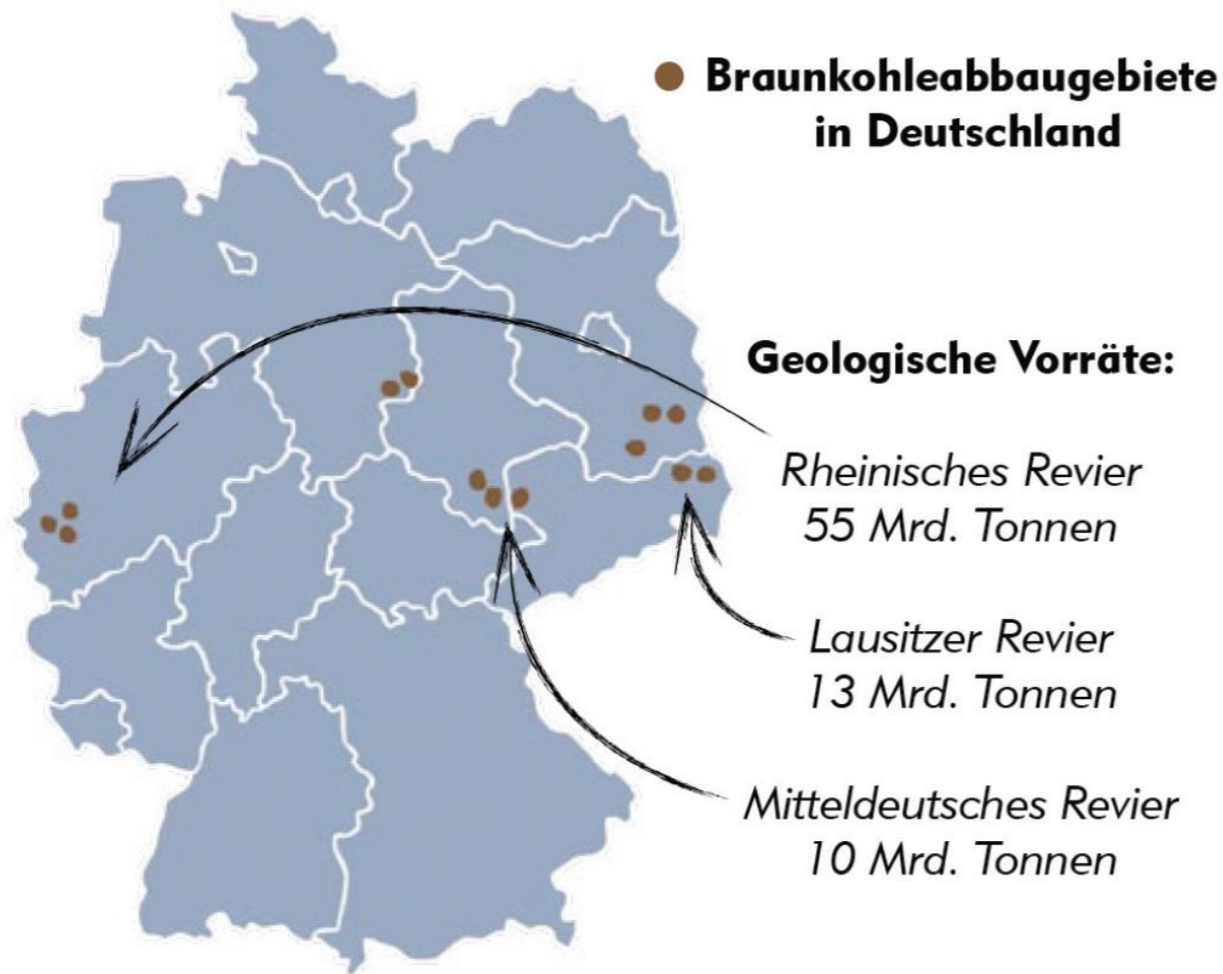 Braunkohleabbaugebiete
in Deutschland
Geologische Vorräte:
Rheinisches Revier
55 Mrd. Tonnen
Lausitzer Revier
13 Mrd. Tonnen
Mitteldeutsches Revier
10 Mrd. Tonnen